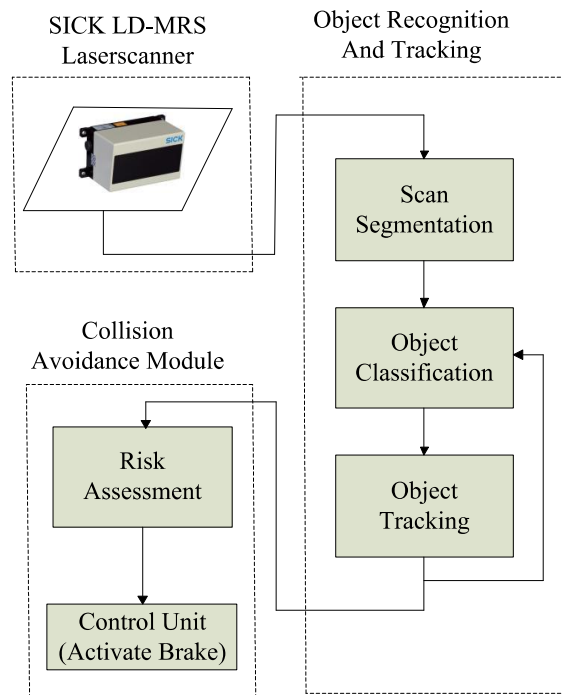 SICK LD-MRS
Laserscanner
SICK
Object Recognition
And Tracking
Scan
Segmentation
Object
Classification
Object
Tracking
Collision
Avoidance Module
Risk
Assessment
Control Unit
(Activate Brake)